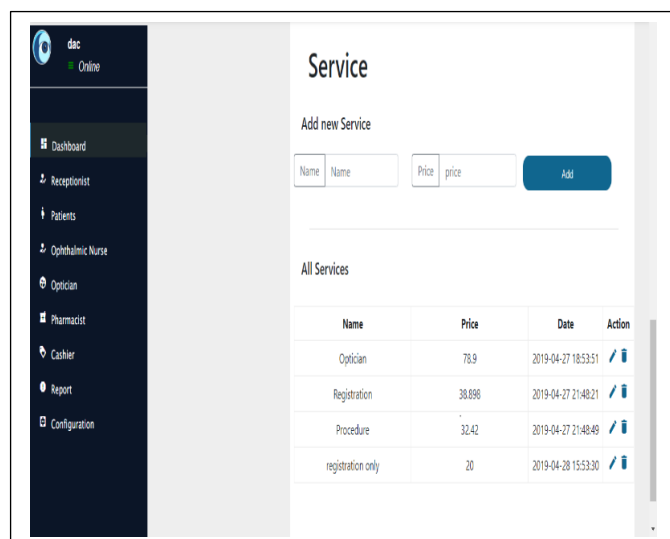 dac
Online
Dashboard
Receptionist
Patients
Ophthalmic Nurse
Optician
Pharmacist
Cashier
Report
Configuration
Service
Add new Service
Name Name Price price Add
All Services
Name Price Date Action
Optician 78.9 2019-04-27 18:53:51
Registration 38.898 2019-04-27 21:48:21
Procedure 32.42 2019-04-27 21:48:49
registration only 20 2019-04-28 15:53:30